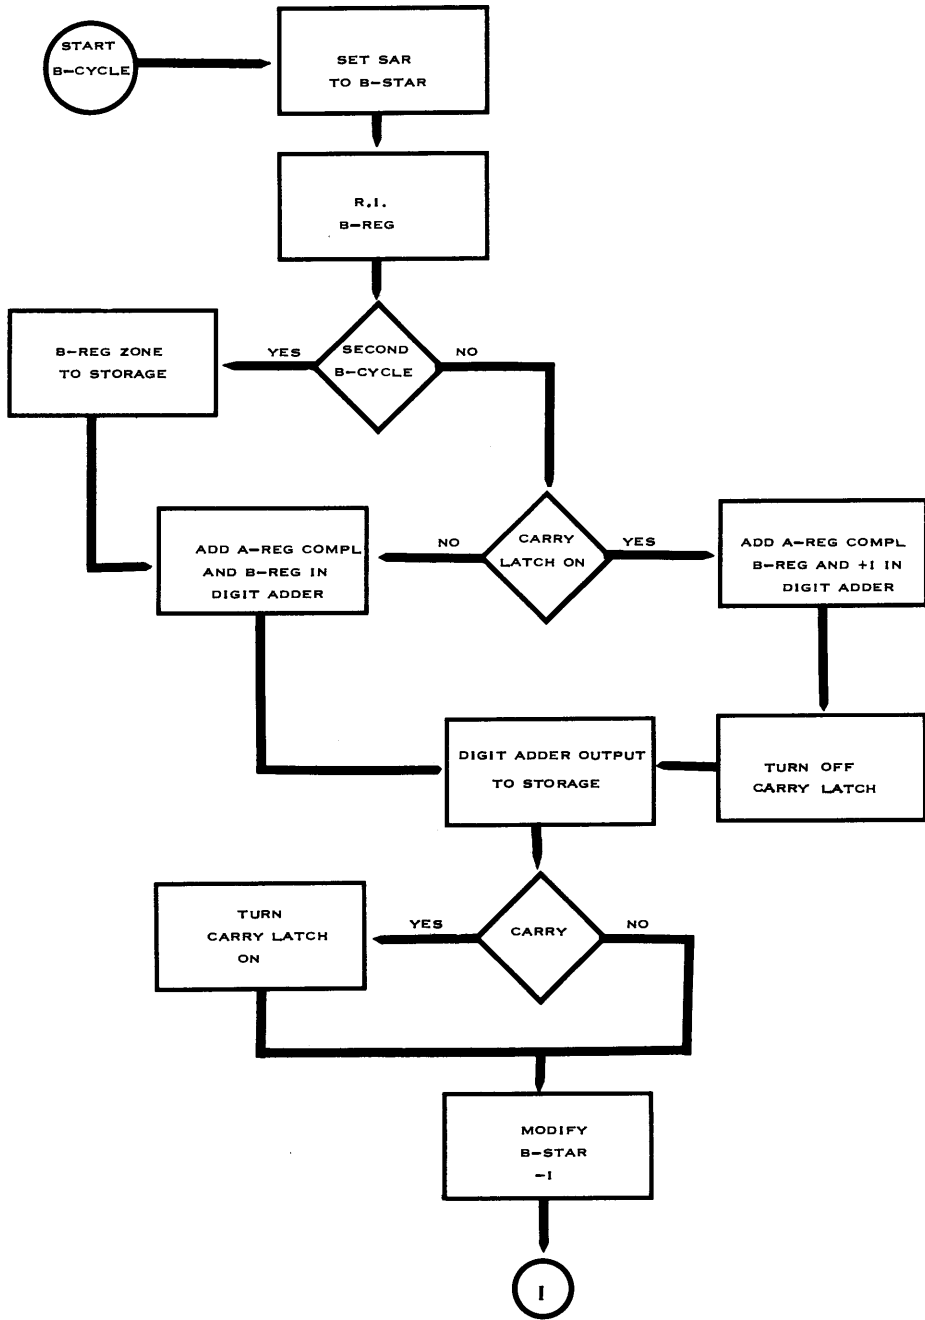 START
B-CYCLE
SET SAR
TO B-STAR
R.I.
B-REG
SECOND
B-CYCLE
YES
NO
B-REG ZONE
TO STORAGE
CARRY
LATCH ON
NO
YES
ADD A-REG COMPL
AND B-REG IN
DIGIT ADDER
ADD A-REG COMPL
B-REG AND +1 IN
DIGIT ADDER
DIGIT ADDER OUTPUT
TO STORAGE
TURN OFF
CARRY LATCH
CARRY
YES
NO
TURN
CARRY LATCH
ON
MODIFY
B-STAR
-1
1